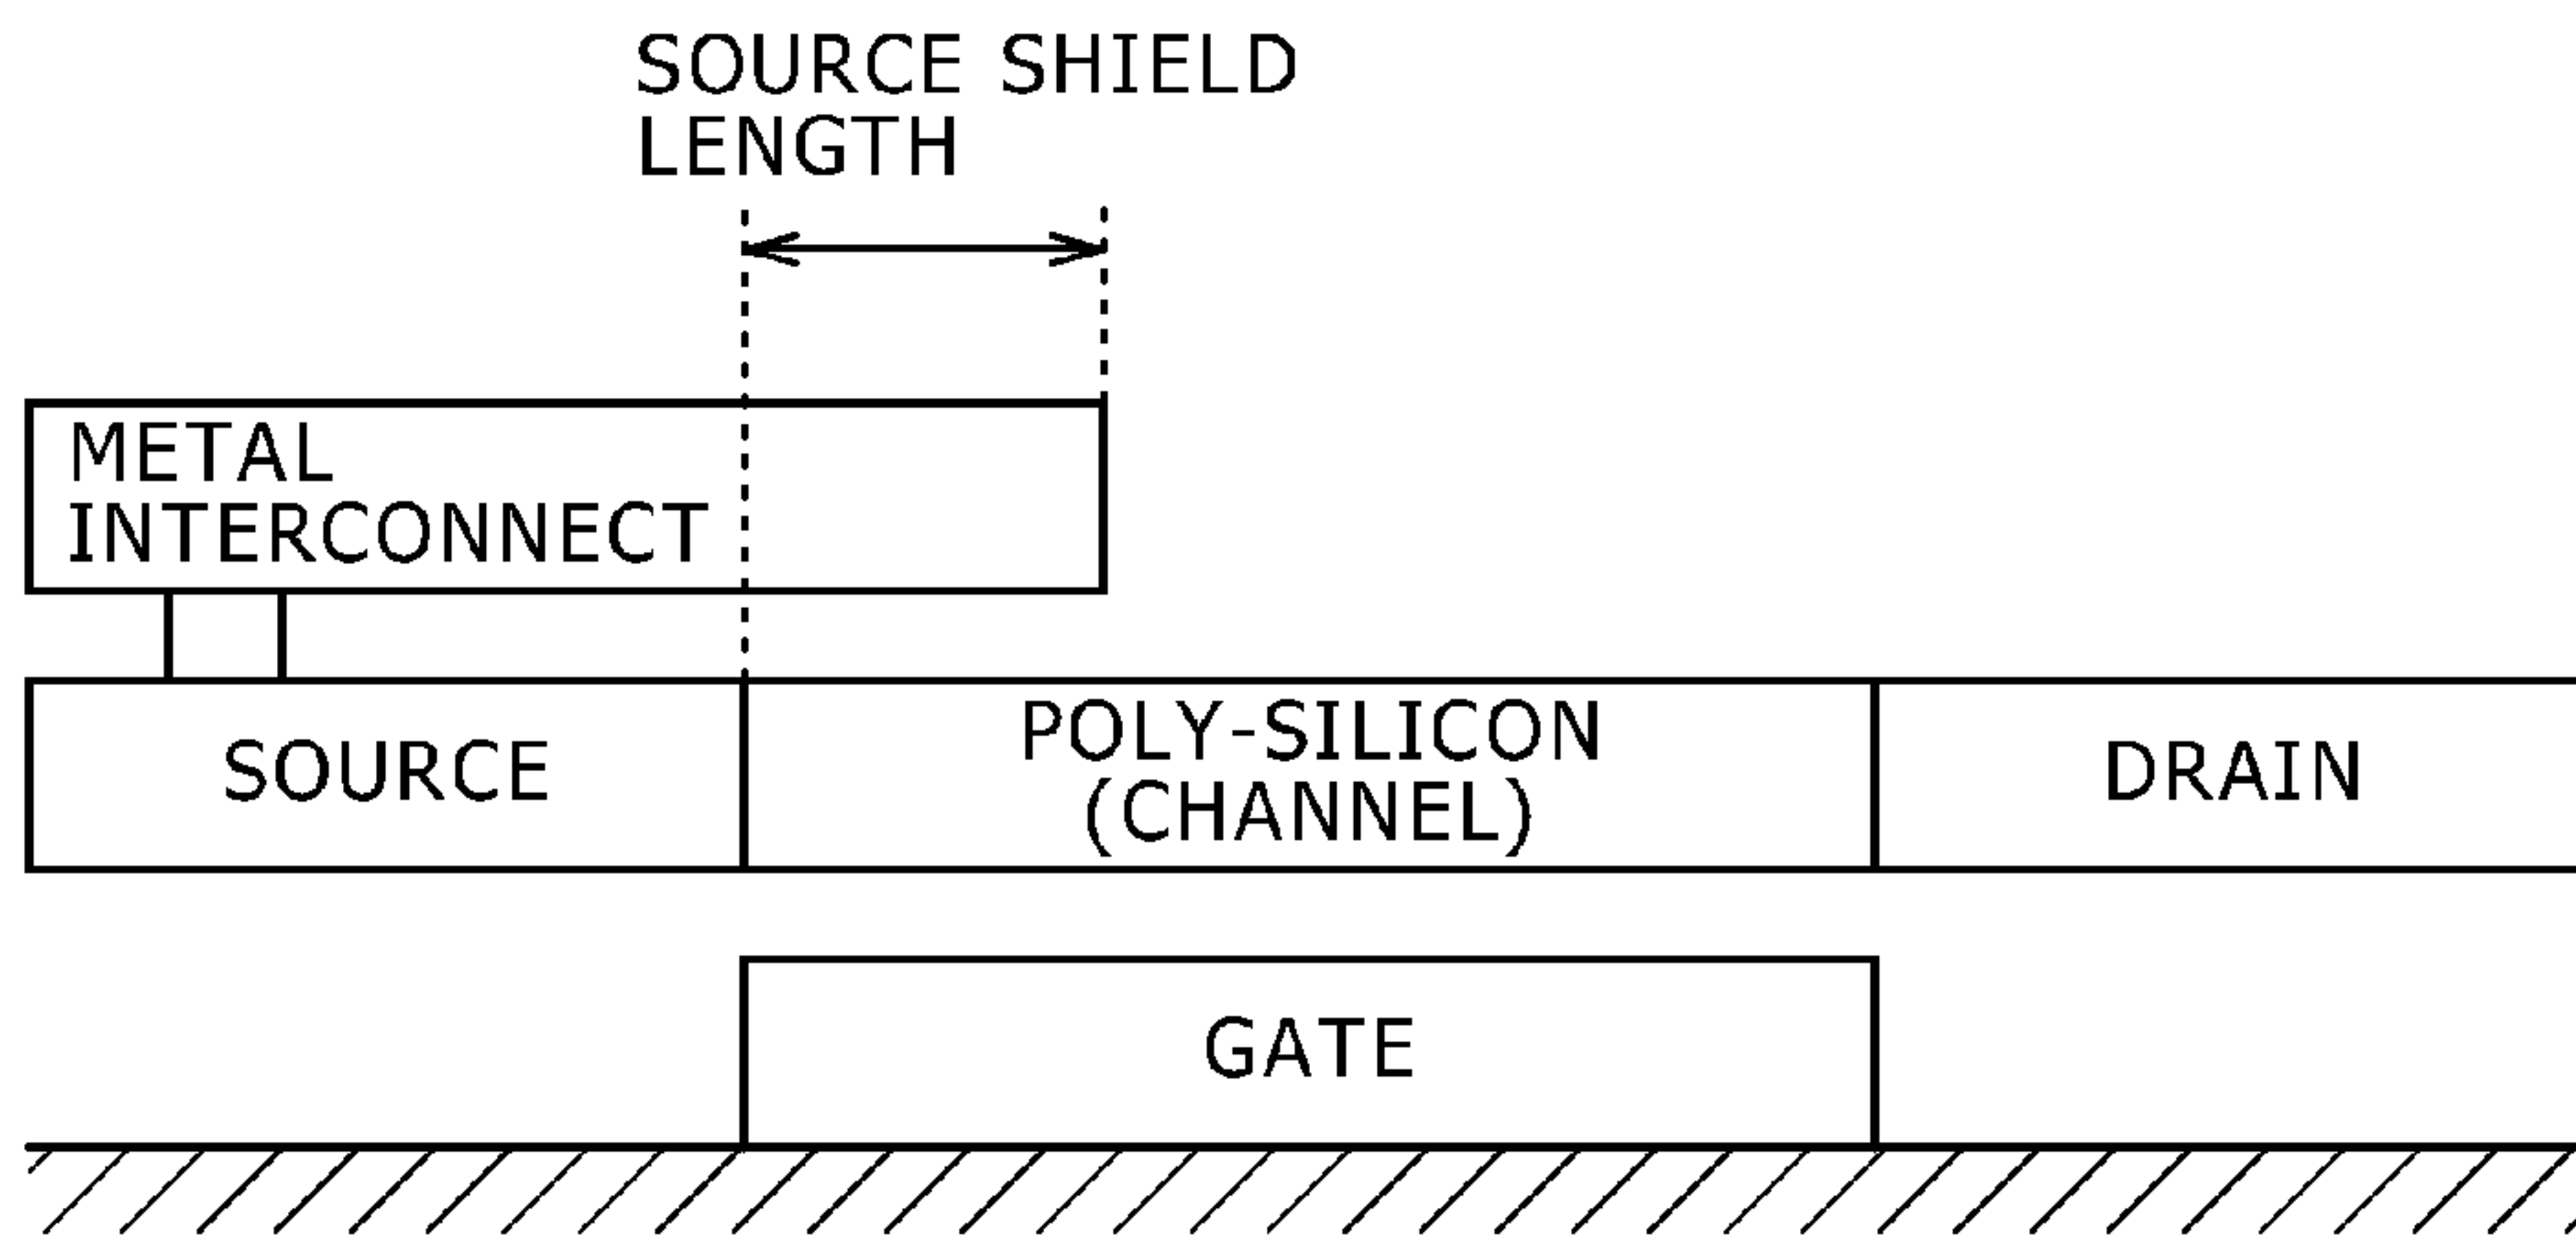 SOURCE SHIELD
LENGTH
METAL
INTERCONNECT
SOURCE
POLY-SILICON
(CHANNEL)
DRAIN
GATE